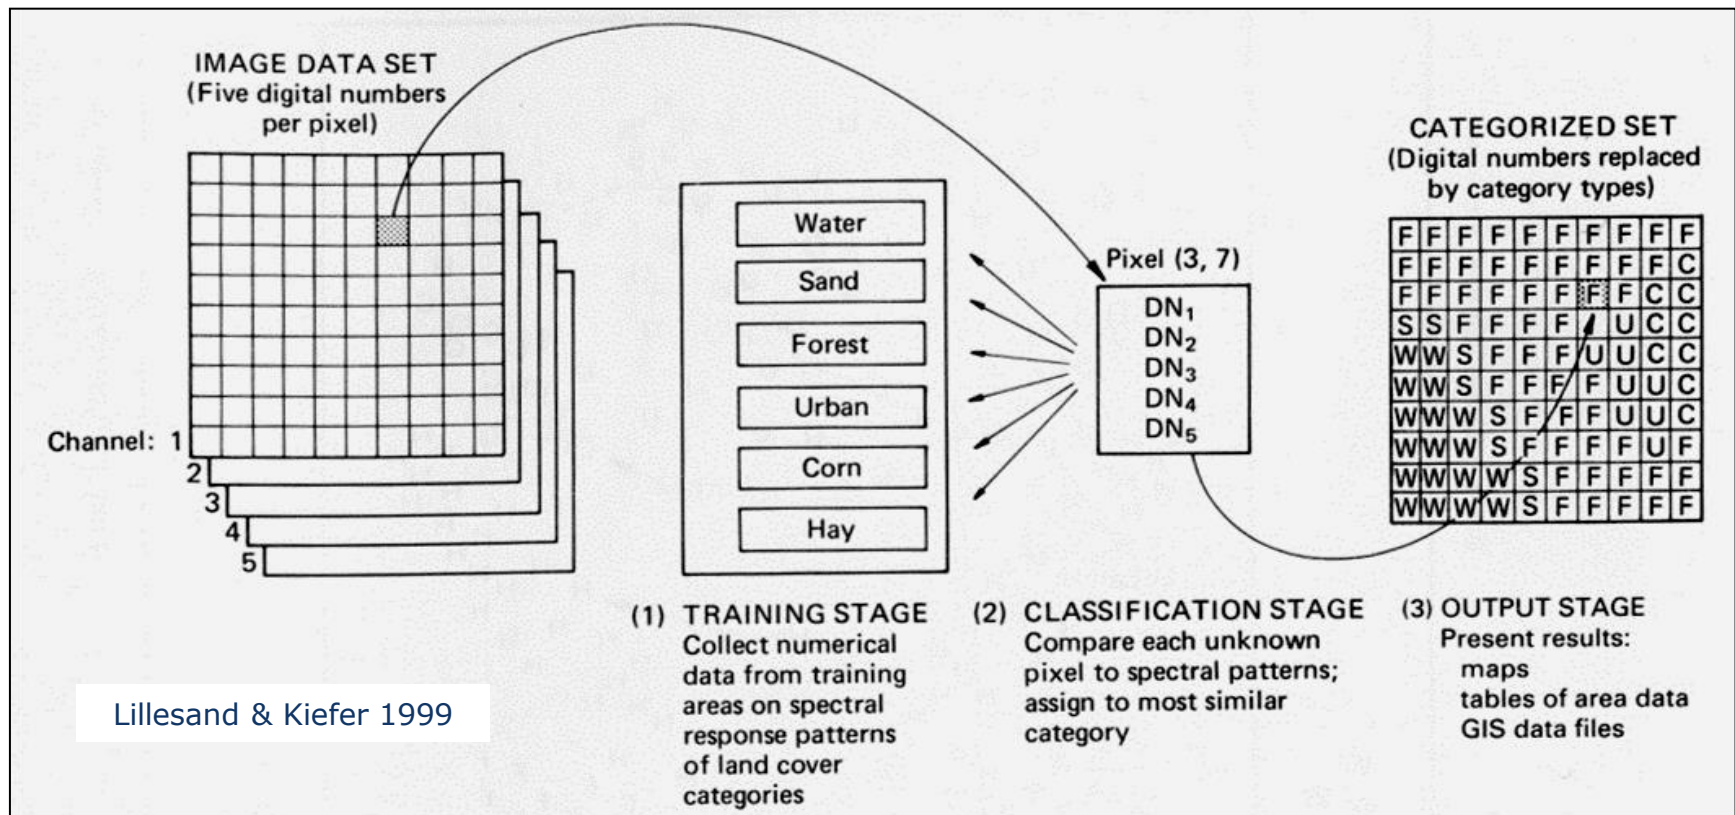 IMAGE DATA SET
(Five digital numbers
per pixel)
Channel: 1
2
3
4
5
Water
Sand
Forest
Urban
Corn
Hay
(1) TRAINING STAGE
Collect numerical
data from training
areas on spectral
response patterns
of land cover
categories
Pixel (3, 7)
DN₁
DN₂
DN₃
DN₄
DN₅
(2) CLASSIFICATION STAGE
Compare each unknown
pixel to spectral patterns;
assign to most similar
category
CATEGORIZED SET
(Digital numbers replaced
by category types)
F F F F F F F F F F
F F F F F F F F F C
F F F F F F F F C C
S S F F F F U C C
W W S F F F U U C C
W W S F F F F U U C
W W W S F F F U U C
W W W S F F F F U F
W W W W S F F F F F
W W W W S F F F F F
(3) OUTPUT STAGE
Present results:
maps
tables of area data
GIS data files
Lillesand & Kiefer 1999